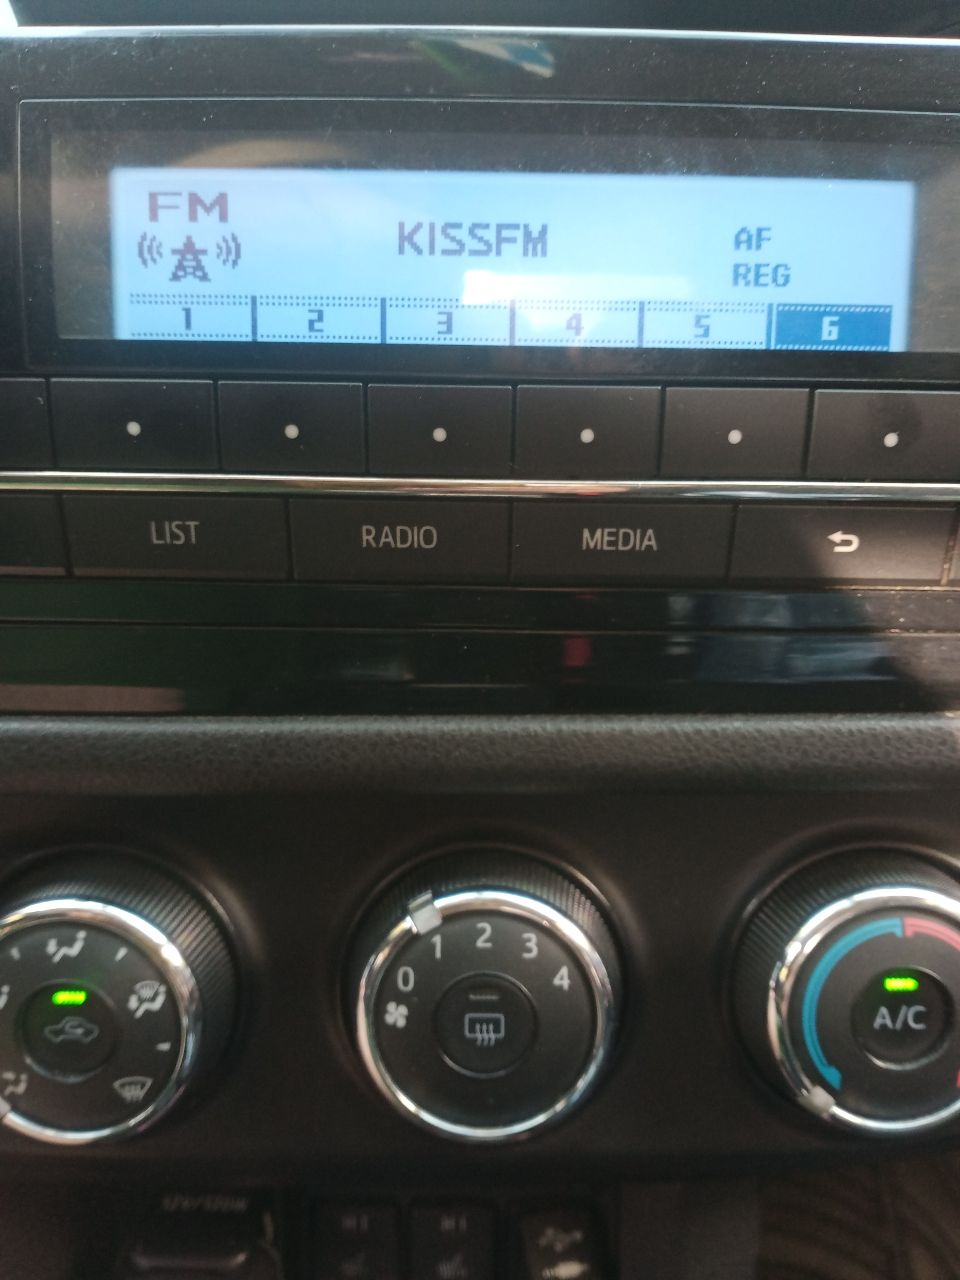 FM
KISSFM
AF
REG
1 2 3 4 5 6
LIST RADIO MEDIA
0 1 2 3 4
A/C